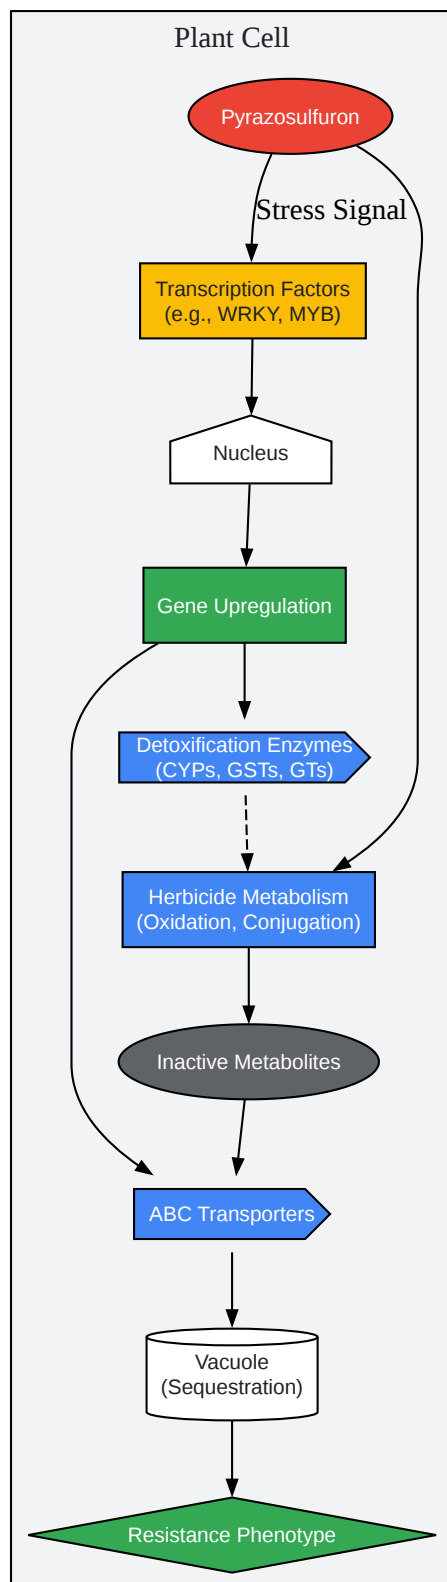 Plant Cell
Pyrazosulfuron
Stress Signal
Transcription Factors
(e.g., WRKY, MYB)
Nucleus
Gene Upregulation
Detoxification Enzymes
(CYPs, GSTs, GTs)
Herbicide Metabolism
(Oxidation, Conjugation)
Inactive Metabolites
ABC Transporters
Vacuole
(Sequestration)
Resistance Phenotype